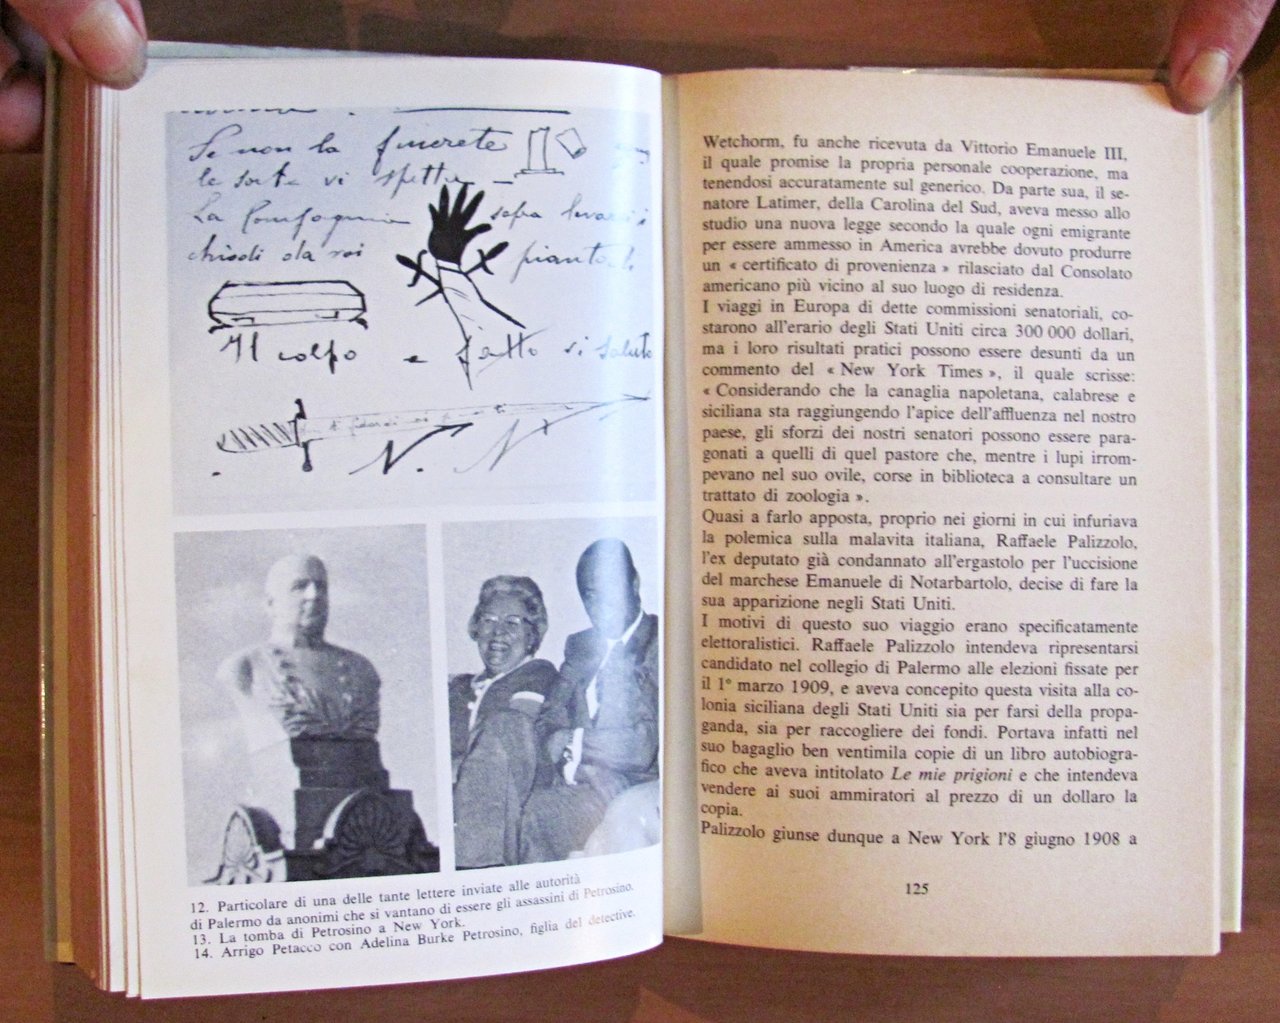 Se non la finirete
le sorte vi spetta
La Compagnia sopra
chiodi da noi piantati
Il colpo e fatto si saluta
N. N
12. Particolare di una delle tante lettere inviate alle autorità
di Palermo da anonimi che si vantano di essere gli assassini di Petrosino.
13. La tomba di Petrosino a New York.
14. Arrigo Petacco con Adelina Burke Petrosino, figlia del detective.
Wetchorm, fu anche ricevuta da Vittorio Emanuele III,
il quale promise la propria personale cooperazione, ma
tenendosi accuratamente sul generico. Da parte sua, il se-
natore Latimer, della Carolina del Sud, aveva messo allo
studio una nuova legge secondo la quale ogni emigrante
per essere ammesso in America avrebbe dovuto produrre
un « certificato di provenienza » rilasciato dal Consolato
americano più vicino al suo luogo di residenza.
I viaggi in Europa di dette commissioni senatoriali, co-
starono all'erario degli Stati Uniti circa 300 000 dollari,
ma i loro risultati pratici possono essere desunti da un
commento del « New York Times », il quale scrisse:
« Considerando che la canaglia napoletana, calabrese e
siciliana sta raggiungendo l'apice dell'affluenza nel nostro
paese, gli sforzi dei nostri senatori possono essere para-
gonati a quelli di quel pastore che, mentre i lupi irrom-
pevano nel suo ovile, corse in biblioteca a consultare un
trattato di zoologia ».
Quasi a farlo apposta, proprio nei giorni in cui infuriava
la polemica sulla malavita italiana, Raffaele Palizzolo,
l'ex deputato già condannato all'ergastolo per l'uccisione
del marchese Emanuele di Notarbartolo, decise di fare la
sua apparizione negli Stati Uniti.
I motivi di questo suo viaggio erano specificatamente
elettoralistici. Raffaele Palizzolo intendeva ripresentarsi
candidato nel collegio di Palermo alle elezioni fissate per
il 1° marzo 1909, e aveva concepito questa visita alla co-
lonia siciliana degli Stati Uniti sia per farsi della propa-
ganda, sia per raccogliere dei fondi. Portava infatti nel
suo bagaglio ben ventimila copie di un libro autobiogra-
fico che aveva intitolato Le mie prigioni e che intendeva
vendere ai suoi ammiratori al prezzo di un dollaro la
copia.
Palizzolo giunse dunque a New York l'8 giugno 1908 a
125